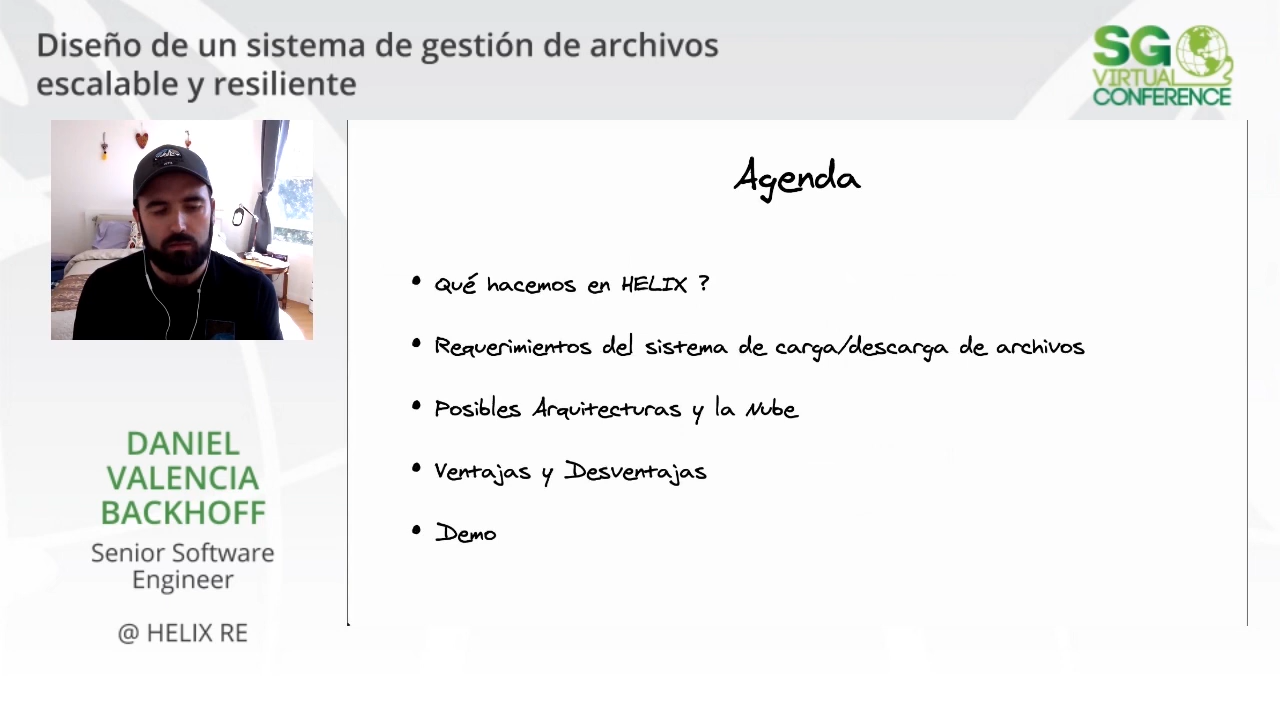 Diseño de un sistema de gestión de archivos
escalable y resiliente
SG
VIRTUAL
CONFERENCE
Agenda
• Qué hacemos en HELIX ?
• Requerimientos del sistema de carga/descarga de archivos
• Posibles Arquitecturas y la Nube
• Ventajas y Desventajas
• Demo
DANIEL
VALENCIA
BACKHOFF
Senior Software
Engineer
@ HELIX RE